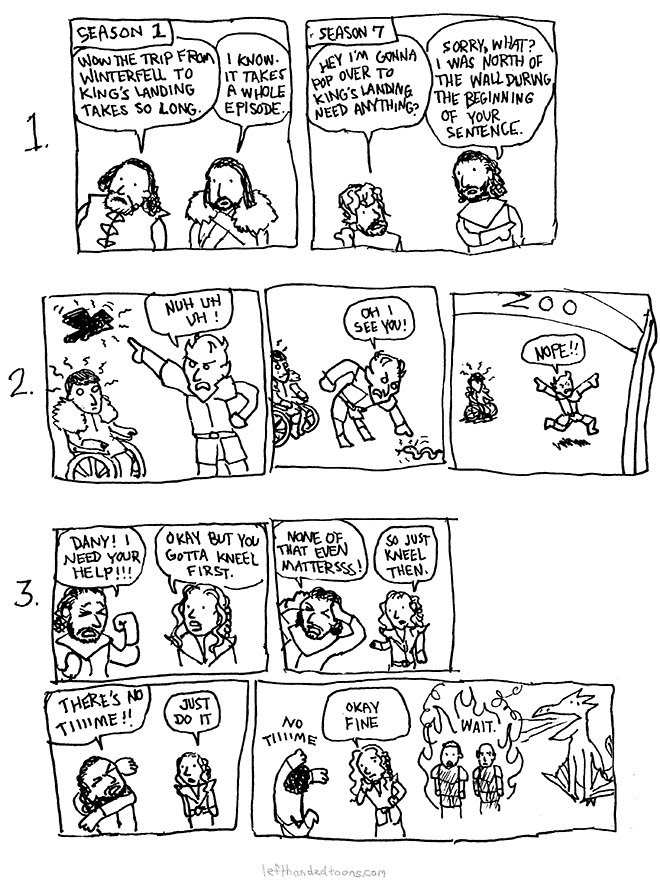 1.
SEASON 1
WOW THE TRIP FROM
WINTERFELL TO
KING'S LANDING
TAKES SO LONG.
I KNOW.
IT TAKES
A WHOLE
EPISODE.
SEASON 7
HEY I'M GONNA
POP OVER TO
KING'S LANDING
NEED ANYTHING?
SORRY, WHAT?
I WAS NORTH OF
THE WALL DURING
THE BEGINNING
OF YOUR
SENTENCE.
2.
NUH UH
UH!
OH I
SEE YOU!
ZOO
NOPE!!
3.
DANY! I
NEED YOUR
HELP!!!
OKAY BUT YOU
GOTTA KNEEL
FIRST.
NONE OF
THAT EVEN
MATTERSSS!
SO JUST
KNEEL
THEN.
THERE'S NO
TIIIIME!!
JUST
DO IT
NO
TIIIIME
OKAY
FINE
WAIT.
lefthandedtoons.com